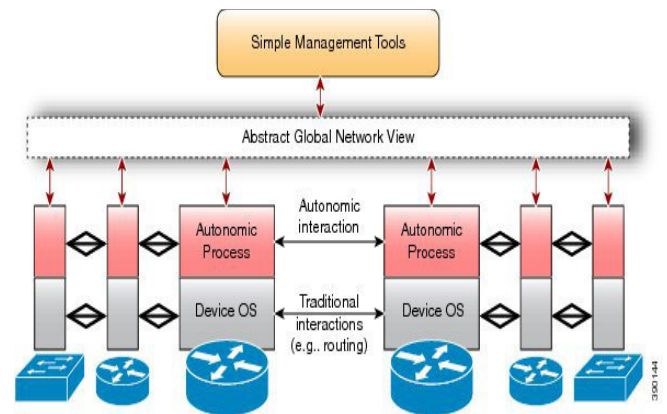 Simple Management Tools
Abstract Global Network View
Autonomic
Process
Autonomic
interaction
Autonomic
Process
Device OS
Traditional
interactions
(e.g.. routing)
Device OS
390144